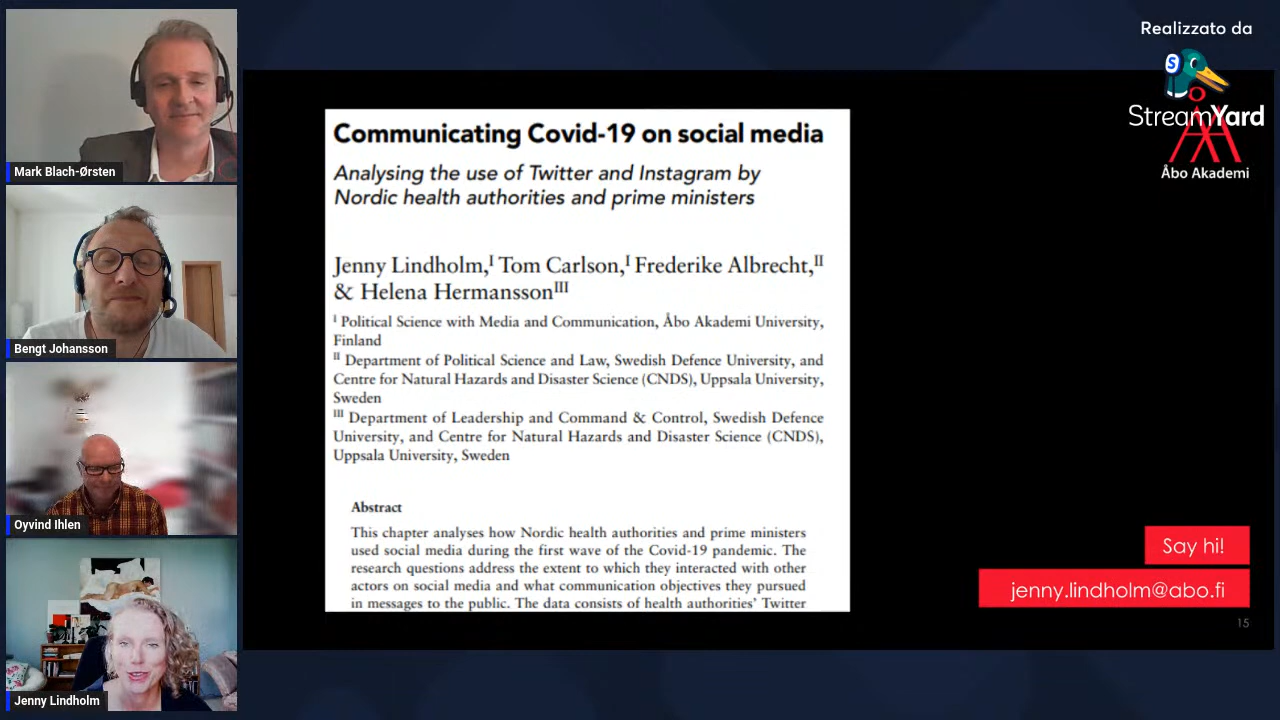 Mark Blach-Ørsten
Bengt Johansson
Oyvind Ihlen
Jenny Lindholm
Communicating Covid-19 on social media
Analysing the use of Twitter and Instagram by
Nordic health authorities and prime ministers
Jenny Lindholm,I Tom Carlson,I Frederike Albrecht,II
& Helena HermanssonIII
I Political Science with Media and Communication, Åbo Akademi University,
Finland
II Department of Political Science and Law, Swedish Defence University, and
Centre for Natural Hazards and Disaster Science (CNDS), Uppsala University,
Sweden
III Department of Leadership and Command & Control, Swedish Defence
University, and Centre for Natural Hazards and Disaster Science (CNDS),
Uppsala University, Sweden
Abstract
This chapter analyses how Nordic health authorities and prime ministers
used social media during the first wave of the Covid-19 pandemic. The
research questions address the extent to which they interacted with other
actors on social media and what communication objectives they pursued
in messages to the public. The data consists of health authorities' Twitter
Realizzato da
S
StreamYard
Åbo Akademi
Say hi!
jenny.lindholm@abo.fi
15